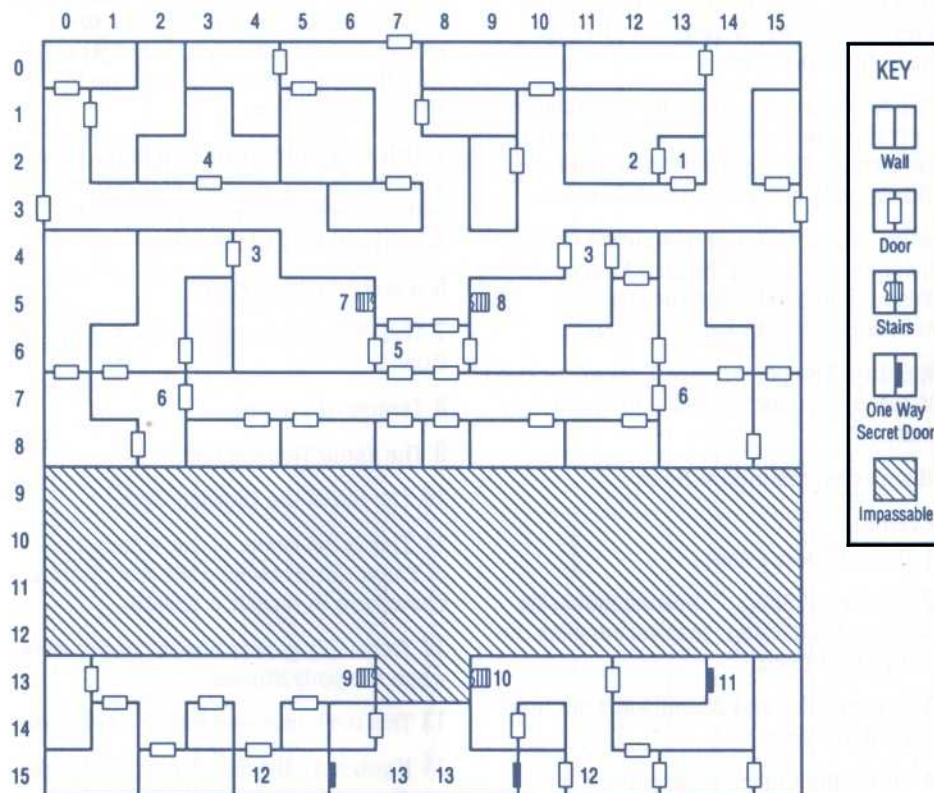 0 1 2 3 4 5 6 7 8 9 10 11 12 13 14 15
0
1
2 4 2 1
3
4 3 3
5 7 8
6 5
7 6 6
8
9
10
11
12
13 9 10 11
14
15 12 13 13 12
KEY
Wall
Door
Stairs
One Way
Secret Door
Impassable